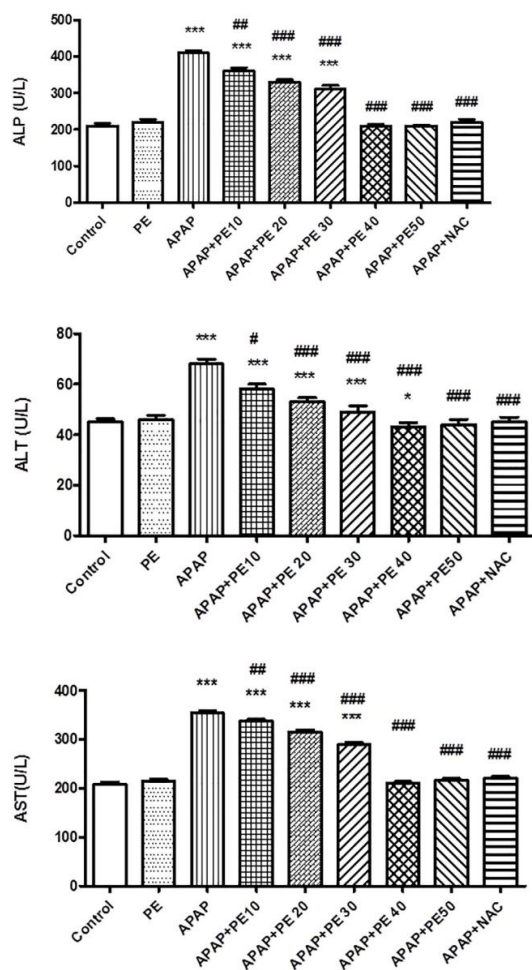 ALP (U/L)
500
400
300
200
100
0
***
##
***
###
***
###
***
###
###
###
Control
PE
APAP
APAP+PE10
APAP+PE 20
APAP+PE 30
APAP+PE 40
APAP+PE50
APAP+NAC
ALT (U/L)
80
60
40
20
0
***
#
***
###
***
###
***
###
*
###
###
Control
PE
APAP
APAP+PE10
APAP+PE 20
APAP+PE 30
APAP+PE 40
APAP+PE50
APAP+NAC
AST(U/L)
400
300
200
100
0
***
##
***
###
***
###
***
###
###
###
Control
PE
APAP
APAP+PE10
APAP+PE 20
APAP+PE 30
APAP+PE 40
APAP+PE50
APAP+NAC